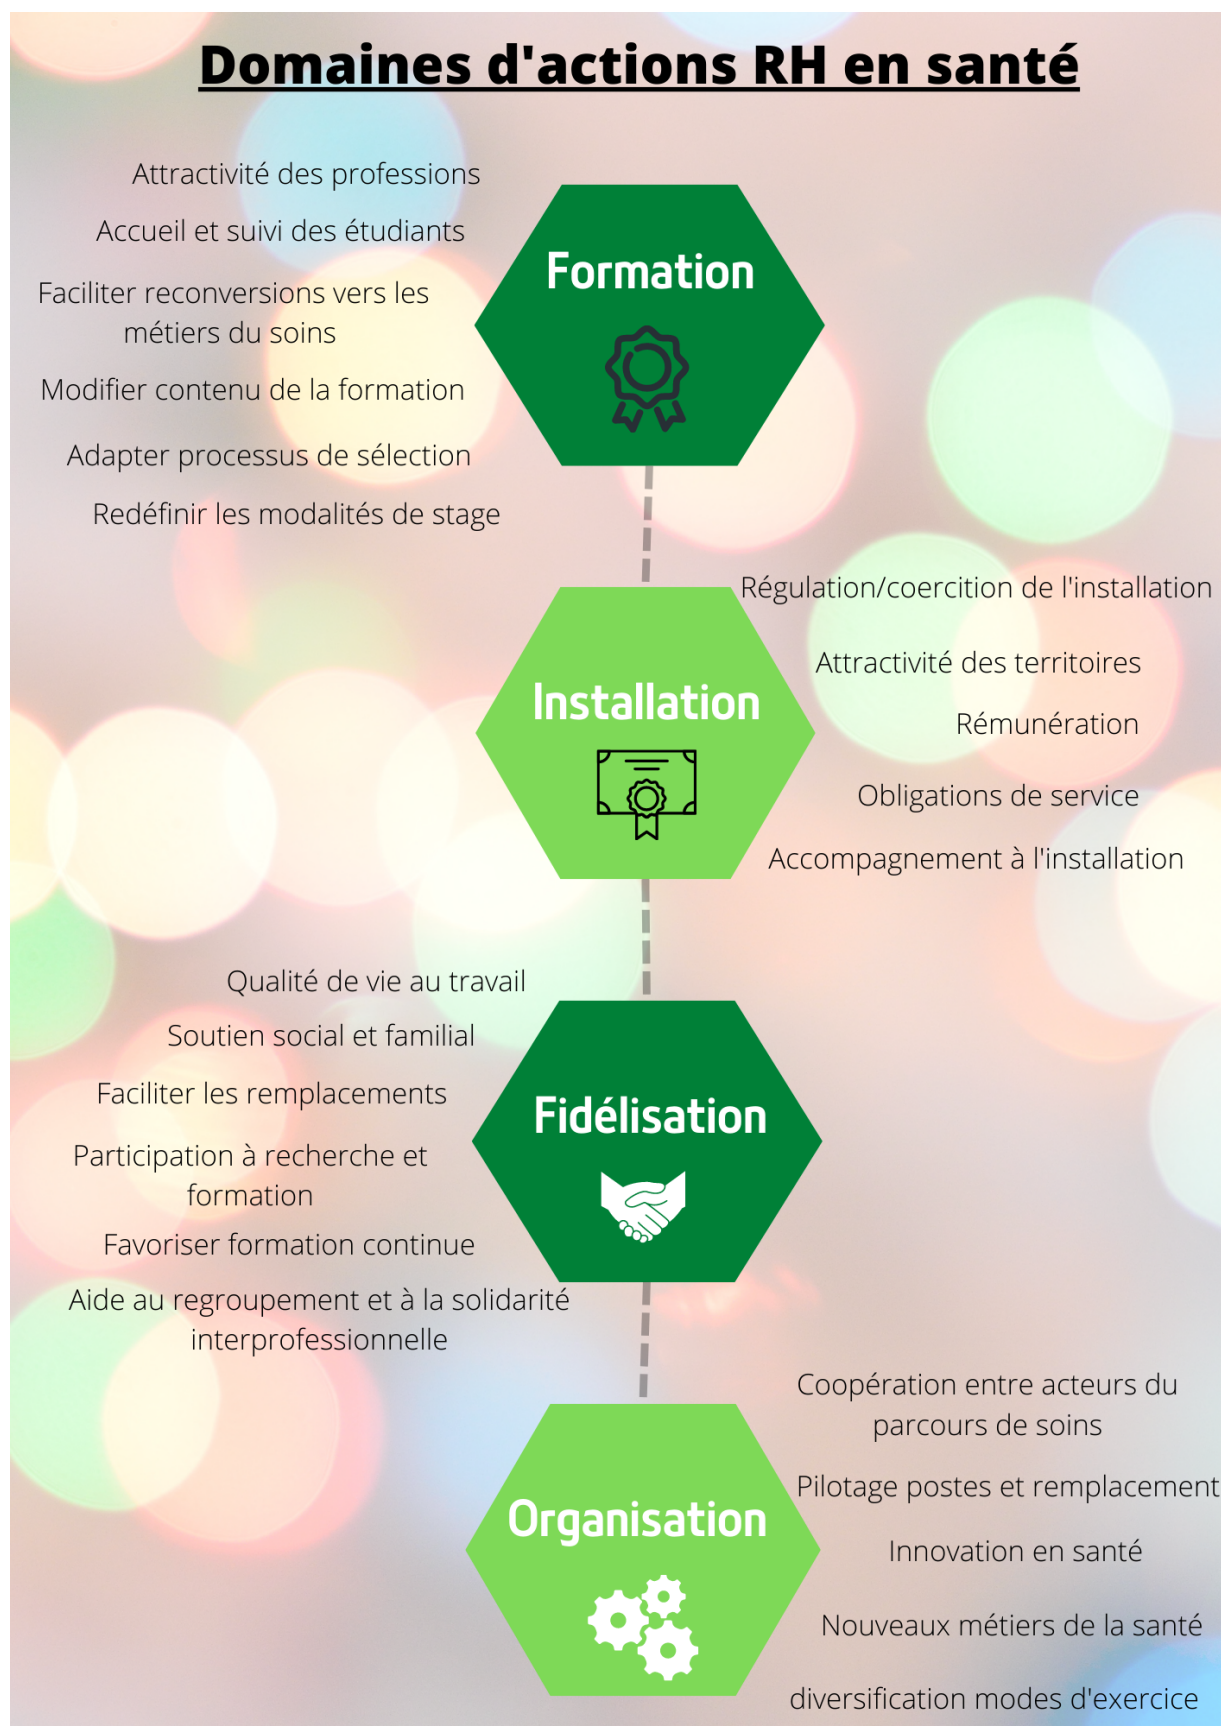 Domaines d'actions RH en santé
Attractivité des professions
Accueil et suivi des étudiants
Faciliter reconversions vers les
métiers du soins
Modifier contenu de la formation
Adapter processus de sélection
Redéfinir les modalités de stage
Formation
Régulation/coercition de l'installation
Attractivité des territoires
Rémunération
Obligations de service
Accompagnement à l'installation
Installation
Qualité de vie au travail
Soutien social et familial
Faciliter les remplacements
Participation à recherche et
formation
Favoriser formation continue
Aide au regroupement et à la solidarité
interprofessionnelle
Fidélisation
Coopération entre acteurs du
parcours de soins
Pilotage postes et remplacement
Innovation en santé
Nouveaux métiers de la santé
diversification modes d'exercice
Organisation